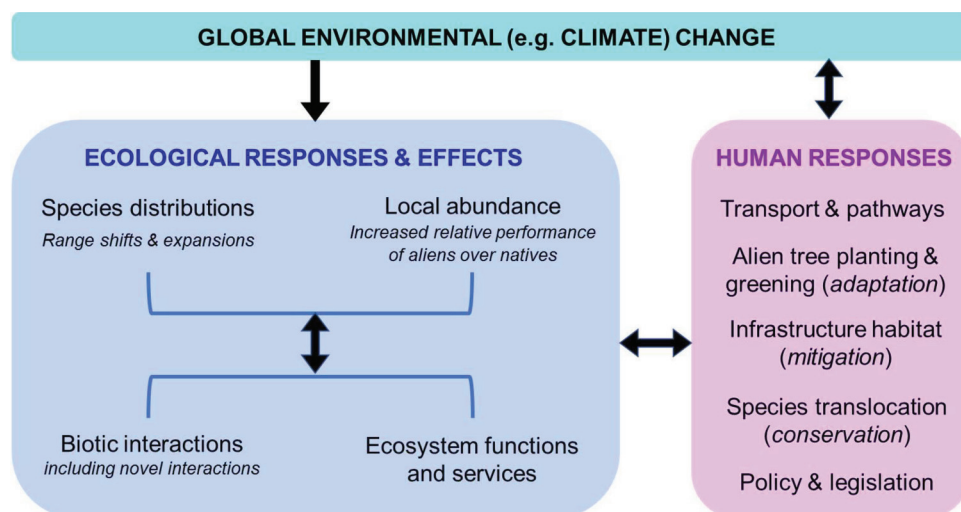 GLOBAL ENVIRONMENTAL (e.g. CLIMATE) CHANGE
ECOLOGICAL RESPONSES & EFFECTS
Species distributions
Range shifts & expansions
Local abundance
Increased relative performance
of aliens over natives
Biotic interactions
including novel interactions
Ecosystem functions
and services
HUMAN RESPONSES
Transport & pathways
Alien tree planting &
greening (adaptation)
Infrastructure habitat
(mitigation)
Species translocation
(conservation)
Policy & legislation